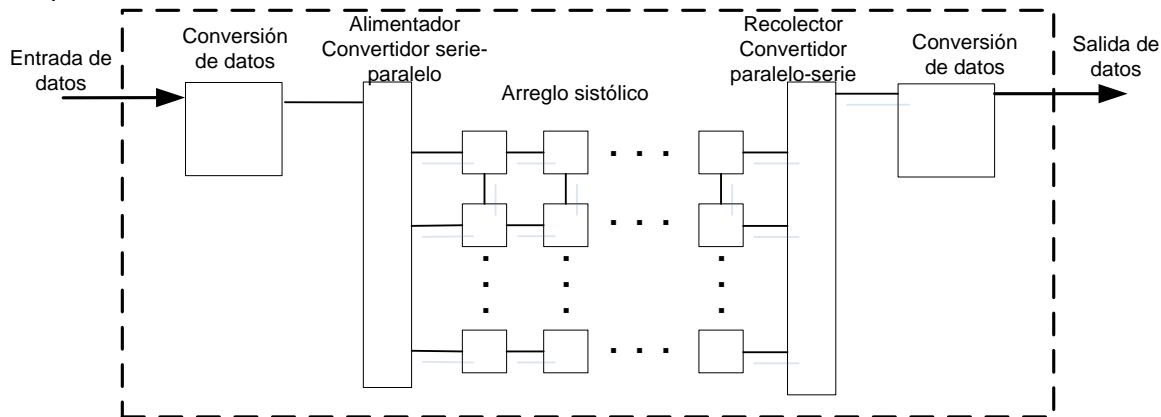 Entrada de
datos
Conversión
de datos
Alimentador
Convertidor serie-
paralelo
Arreglo sistólico
Recolector
Convertidor
paralelo-serie
Conversión
de datos
Salida de
datos